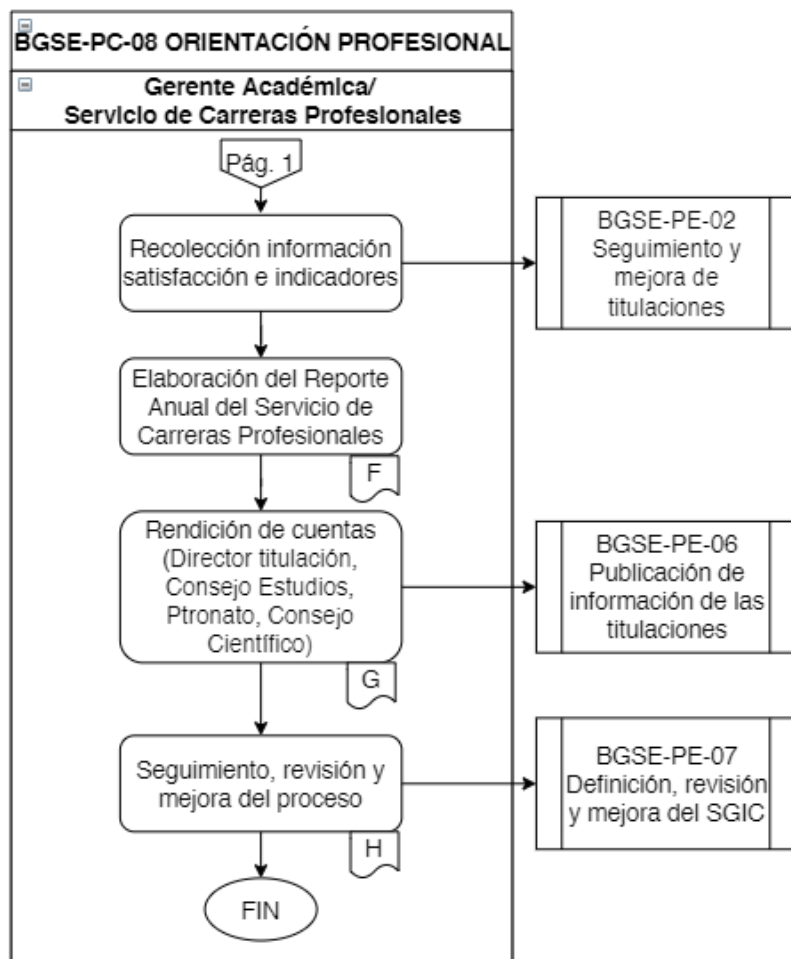 BGSE-PC-08 ORIENTACIÓN PROFESIONAL
Gerente Académica/
Servicio de Carreras Profesionales
Pág. 1
Recolección información
satisfacción e indicadores
BGSE-PE-02
Seguimiento y
mejora de
titulaciones
Elaboración del Reporte
Anual del Servicio de
Carreras Profesionales
F
Rendición de cuentas
(Director titulación,
Consejo Estudios,
Ptronato, Consejo
Científico)
G
BGSE-PE-06
Publicación de
información de las
titulaciones
Seguimiento, revisión y
mejora del proceso
H
BGSE-PE-07
Definición, revisión
y mejora del SGIC
FIN